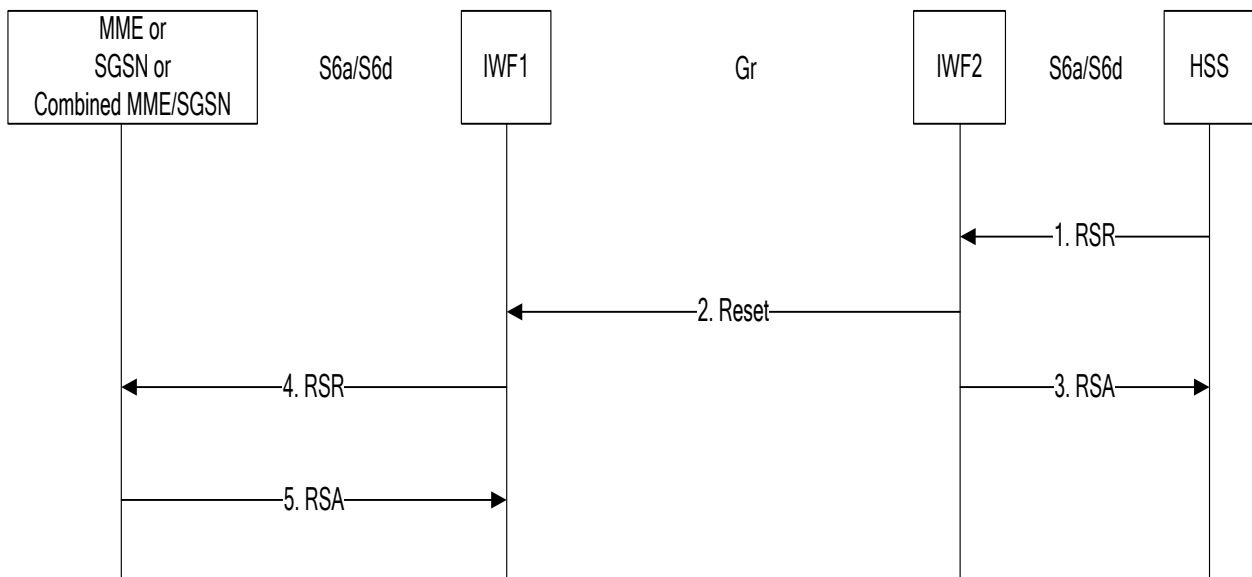 MME or
SGSN or
Combined MME/SGSN
S6a/S6d
IWF1
Gr
IWF2
S6a/S6d
HSS
1. RSR
2. Reset
4. RSR
3. RSA
5. RSA